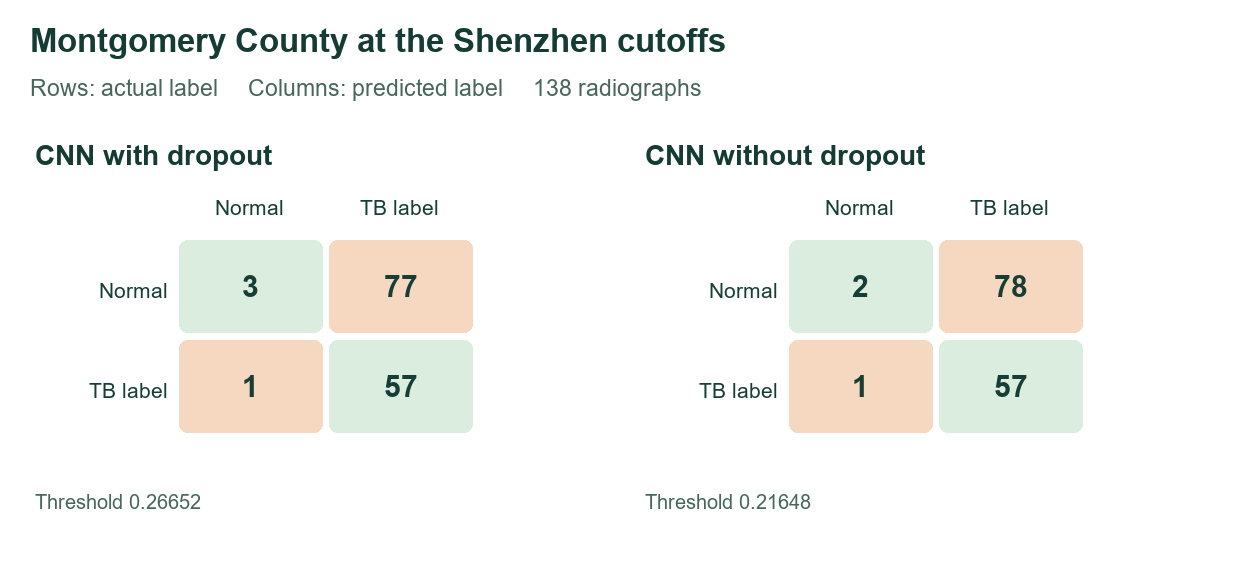 Montgomery County at the Shenzhen cutoffs
Rows: actual label Columns: predicted label 138 radiographs
CNN with dropout
Normal TB label
Normal 3 77
TB label 1 57
Threshold 0.26652
CNN without dropout
Normal TB label
Normal 2 78
TB label 1 57
Threshold 0.21648